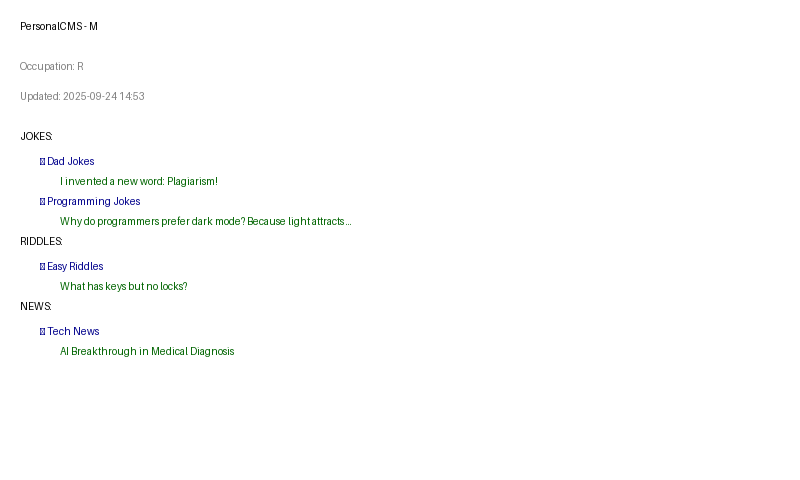 PersonalCMS - M
Occupation: R
Updated: 2025-09-24 14:53
JOKES:
Dad Jokes
I invented a new word: Plagiarism!
Programming Jokes
Why do programmers prefer dark mode? Because light attracts...
RIDDLES:
Easy Riddles
What has keys but no locks?
NEWS:
Tech News
AI Breakthrough in Medical Diagnosis